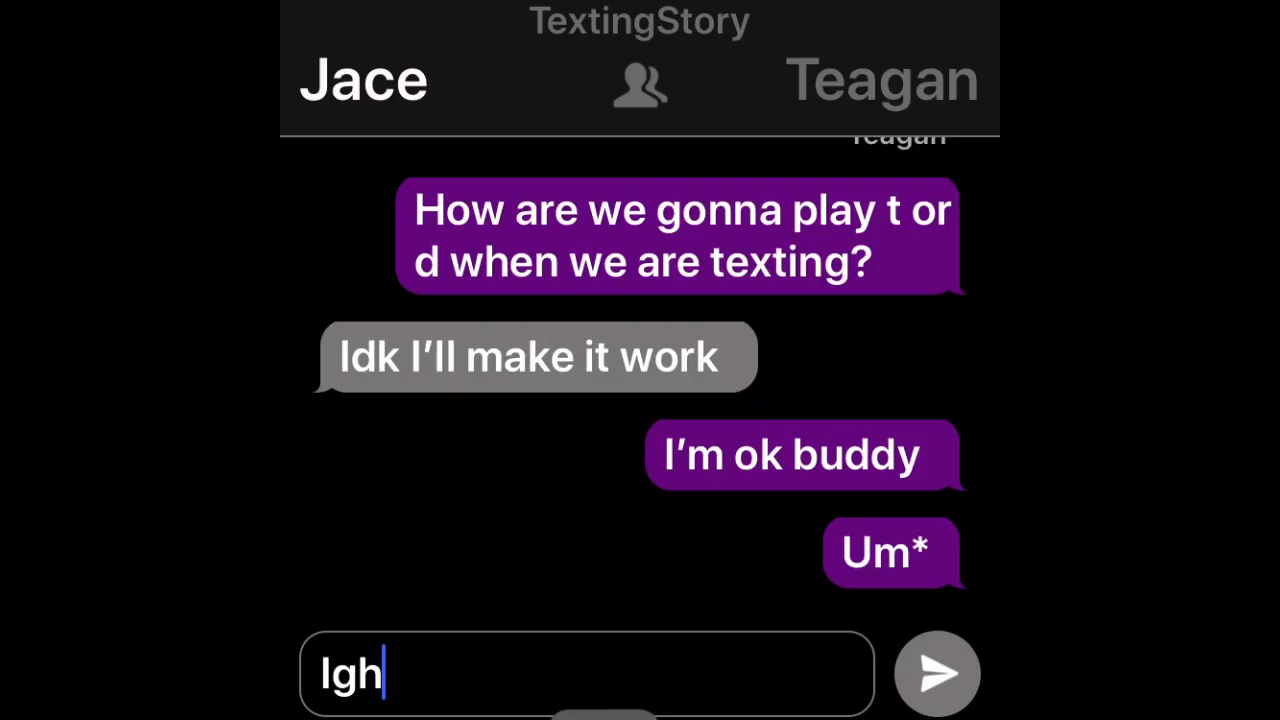 TextingStory
Jace
Teagan
Teagan
How are we gonna play t or
d when we are texting?
Idk I’ll make it work
I’m ok buddy
Um*
Igh